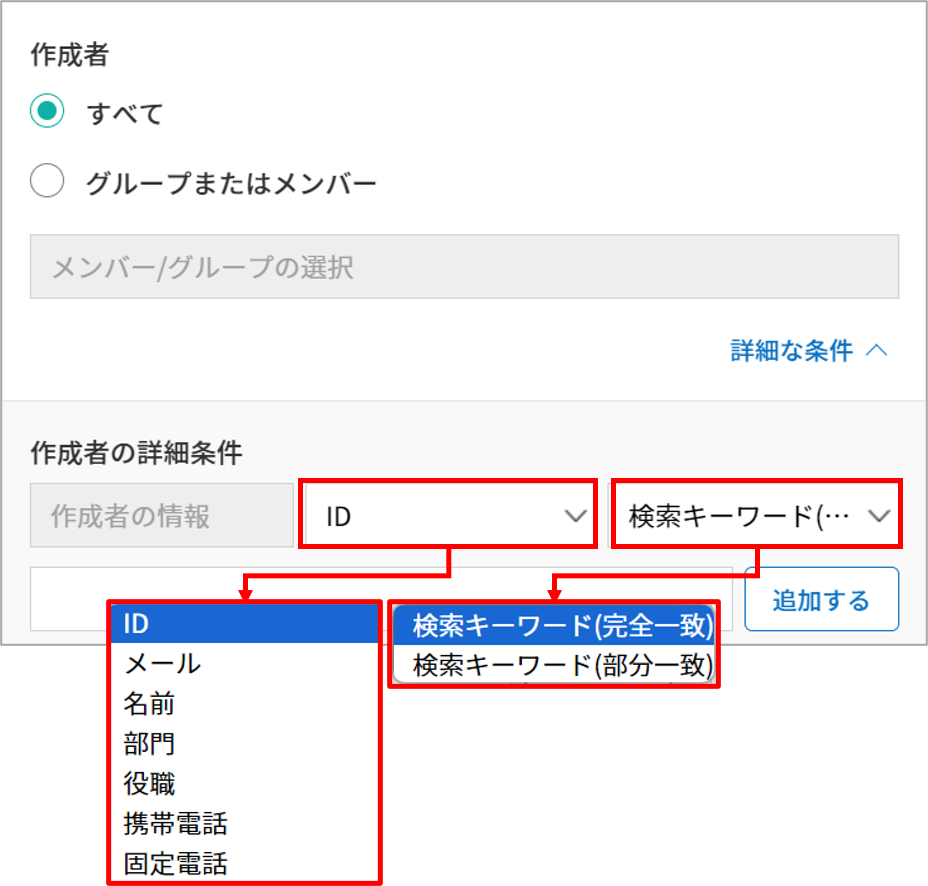 作成者
すべて
グループまたはメンバー
メンバー/グループの選択
詳細な条件
作成者の詳細条件
作成者の情報
ID
検索キーワード(…
追加する
ID
メール
名前
部門
役職
携帯電話
固定電話
検索キーワード(完全一致)
検索キーワード(部分一致)